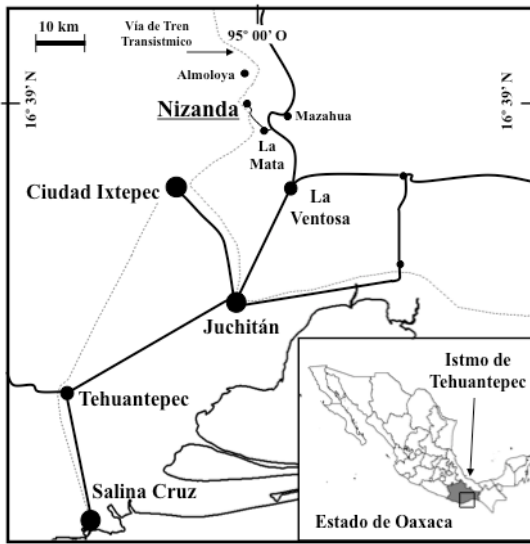 10 km
Vía de Tren
Transístmico
95° 00' O
Almoloya
16° 39' N
16° 39' N
Nizanda
Mazahua
La
Mata
Ciudad Ixtepec
La
Ventosa
Juchitán
Istmo de
Tehuantepec
Tehuantepec
Salina Cruz
Estado de Oaxaca